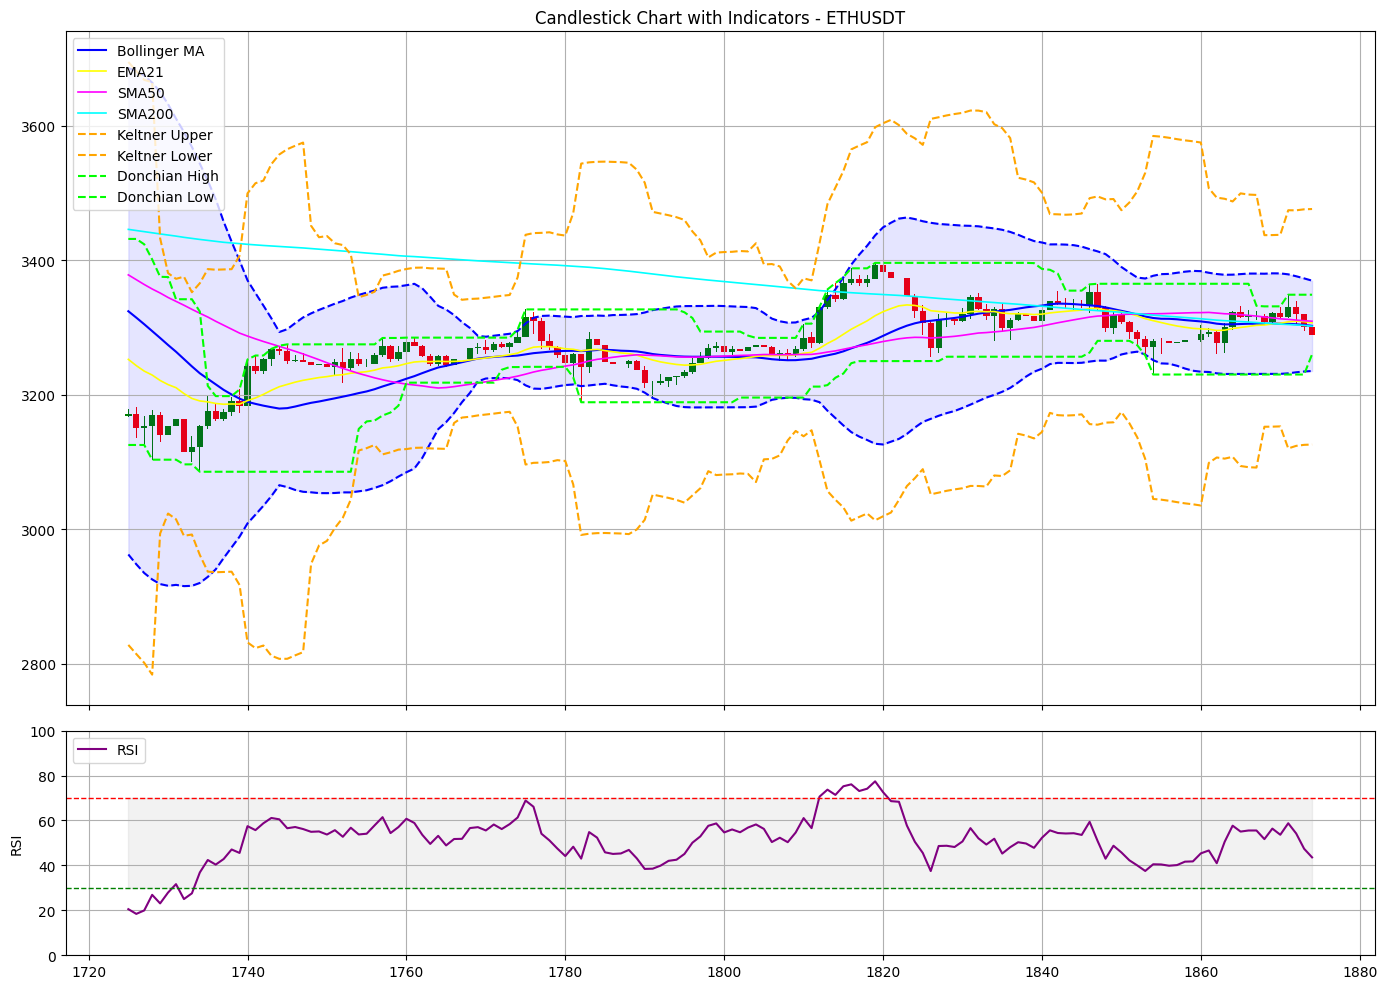 Candlestick Chart with Indicators - ETHUSDT
Bollinger MA
EMA21
SMA50
SMA200
Keltner Upper
Keltner Lower
Donchian High
Donchian Low
3600
3400
3200
3000
2800
RSI
100
80
60
40
20
0
RSI
1720 1740 1760 1780 1800 1820 1840 1860 1880